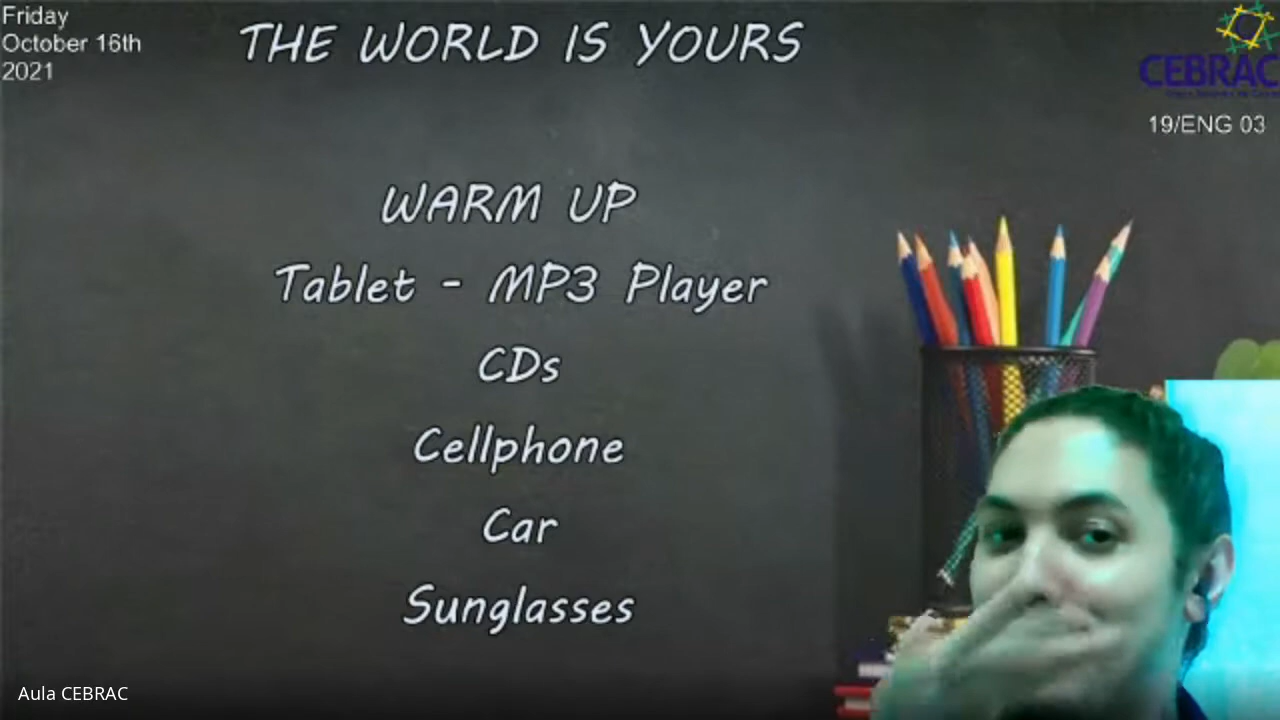 Friday
October 16th
2021
THE WORLD IS YOURS
CEBRAC
19/ENG 03
WARM UP
Tablet - MP3 Player
CDs
Cellphone
Car
Sunglasses
Aula CEBRAC